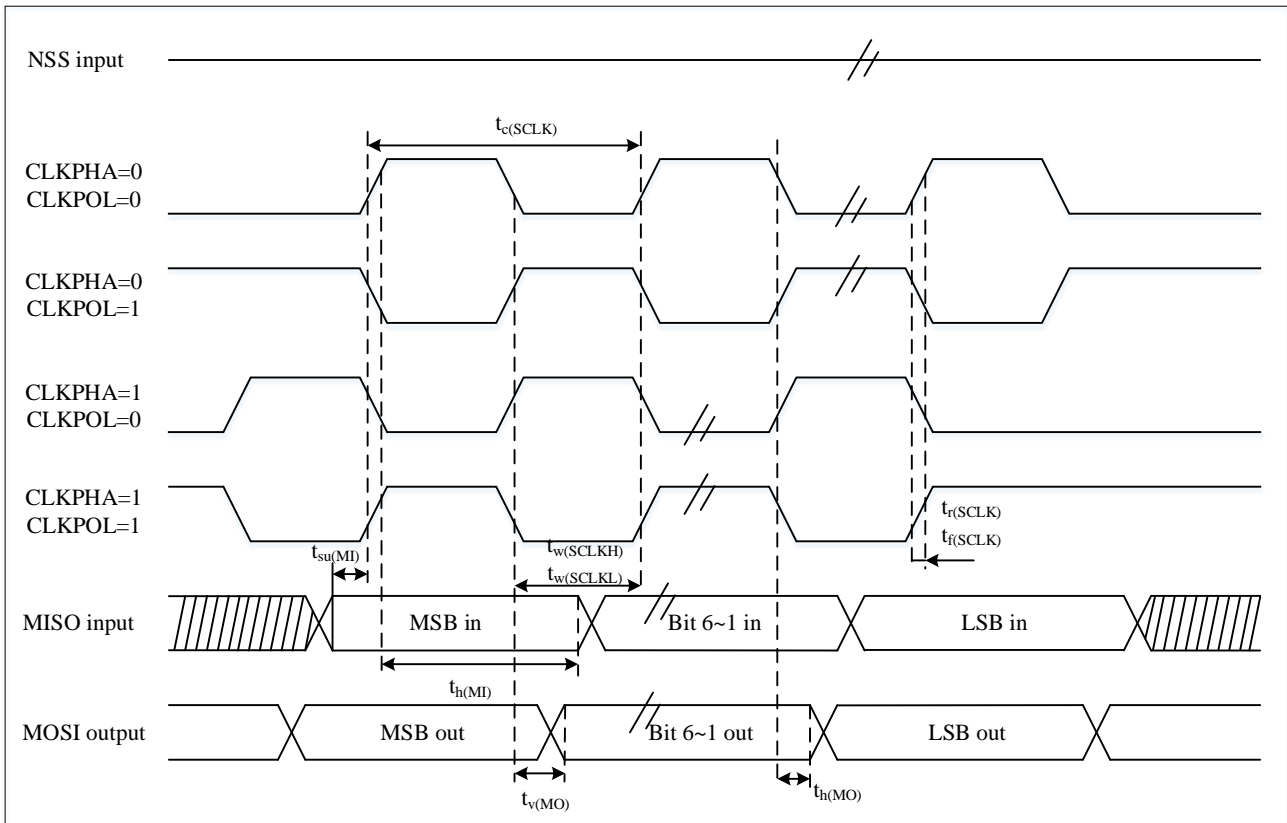 NSS input
tc(SCLK)
CLKPHA=0
CLKPOL=0
CLKPHA=0
CLKPOL=1
CLKPHA=1
CLKPOL=0
CLKPHA=1
CLKPOL=1
tr(SCLK)
tf(SCLK)
tsu(MI)
tw(SCLKH)
tw(SCLKL)
MISO input
MSB in
Bit 6~1 in
LSB in
th(MI)
MOSI output
MSB out
Bit 6~1 out
LSB out
tv(MO)
th(MO)